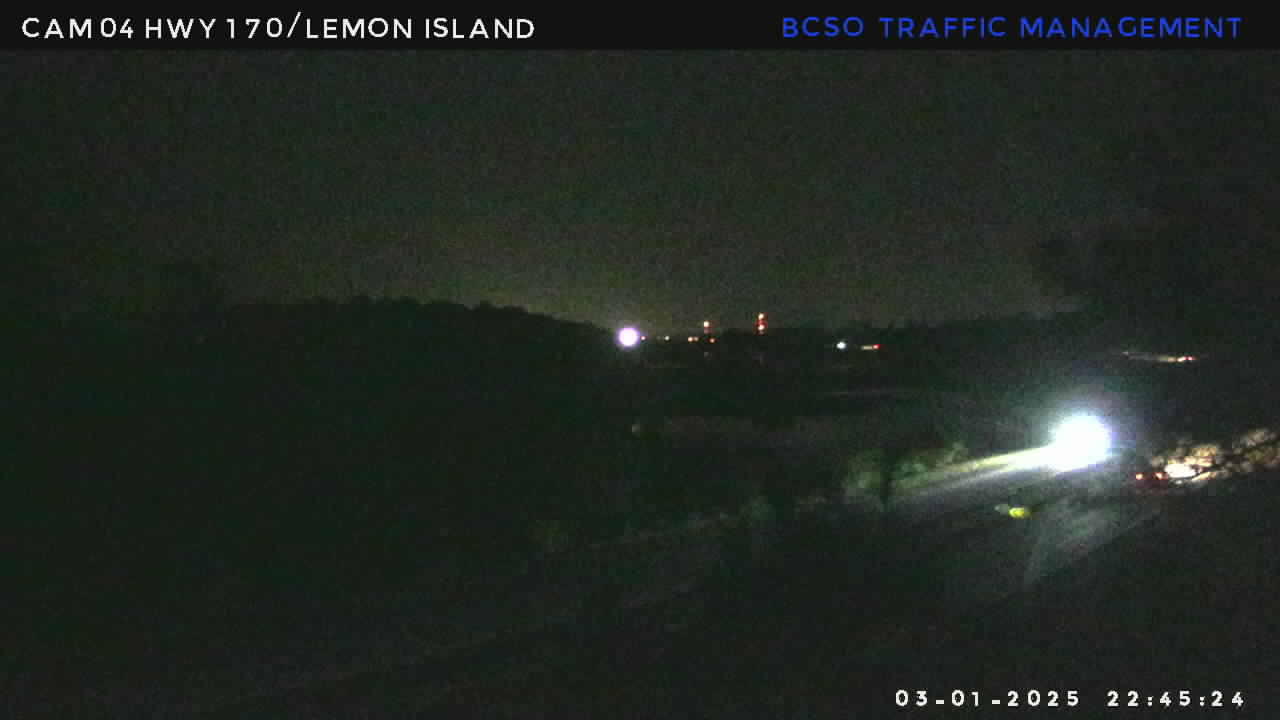 CAM04 HWY 170/LEMON ISLAND
BCSO TRAFFIC MANAGEMENT
03-01-2025 22:45:24